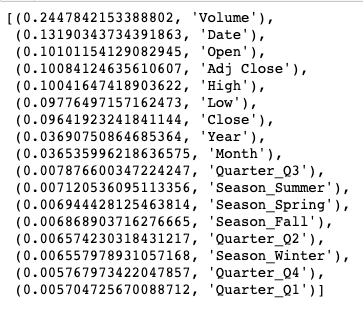 [(0.2447842153388802, 'Volume'),
(0.13190343734391863, 'Date'),
(0.10101154129082945, 'Open'),
(0.10084124635610607, 'Adj Close'),
(0.10041647418903622, 'High'),
(0.09776497157162473, 'Low'),
(0.09641923241841144, 'Close'),
(0.03690750864685364, 'Year'),
(0.036535996218636575, 'Month'),
(0.007876600347224247, 'Quarter_Q3'),
(0.007120536095113356, 'Season_Summer'),
(0.006944428125463814, 'Season_Spring'),
(0.006868903716276665, 'Season_Fall'),
(0.006574230318431217, 'Quarter_Q2'),
(0.006557978931057168, 'Season_Winter'),
(0.005767973422047857, 'Quarter_Q4'),
(0.005704725670088712, 'Quarter_Q1')]